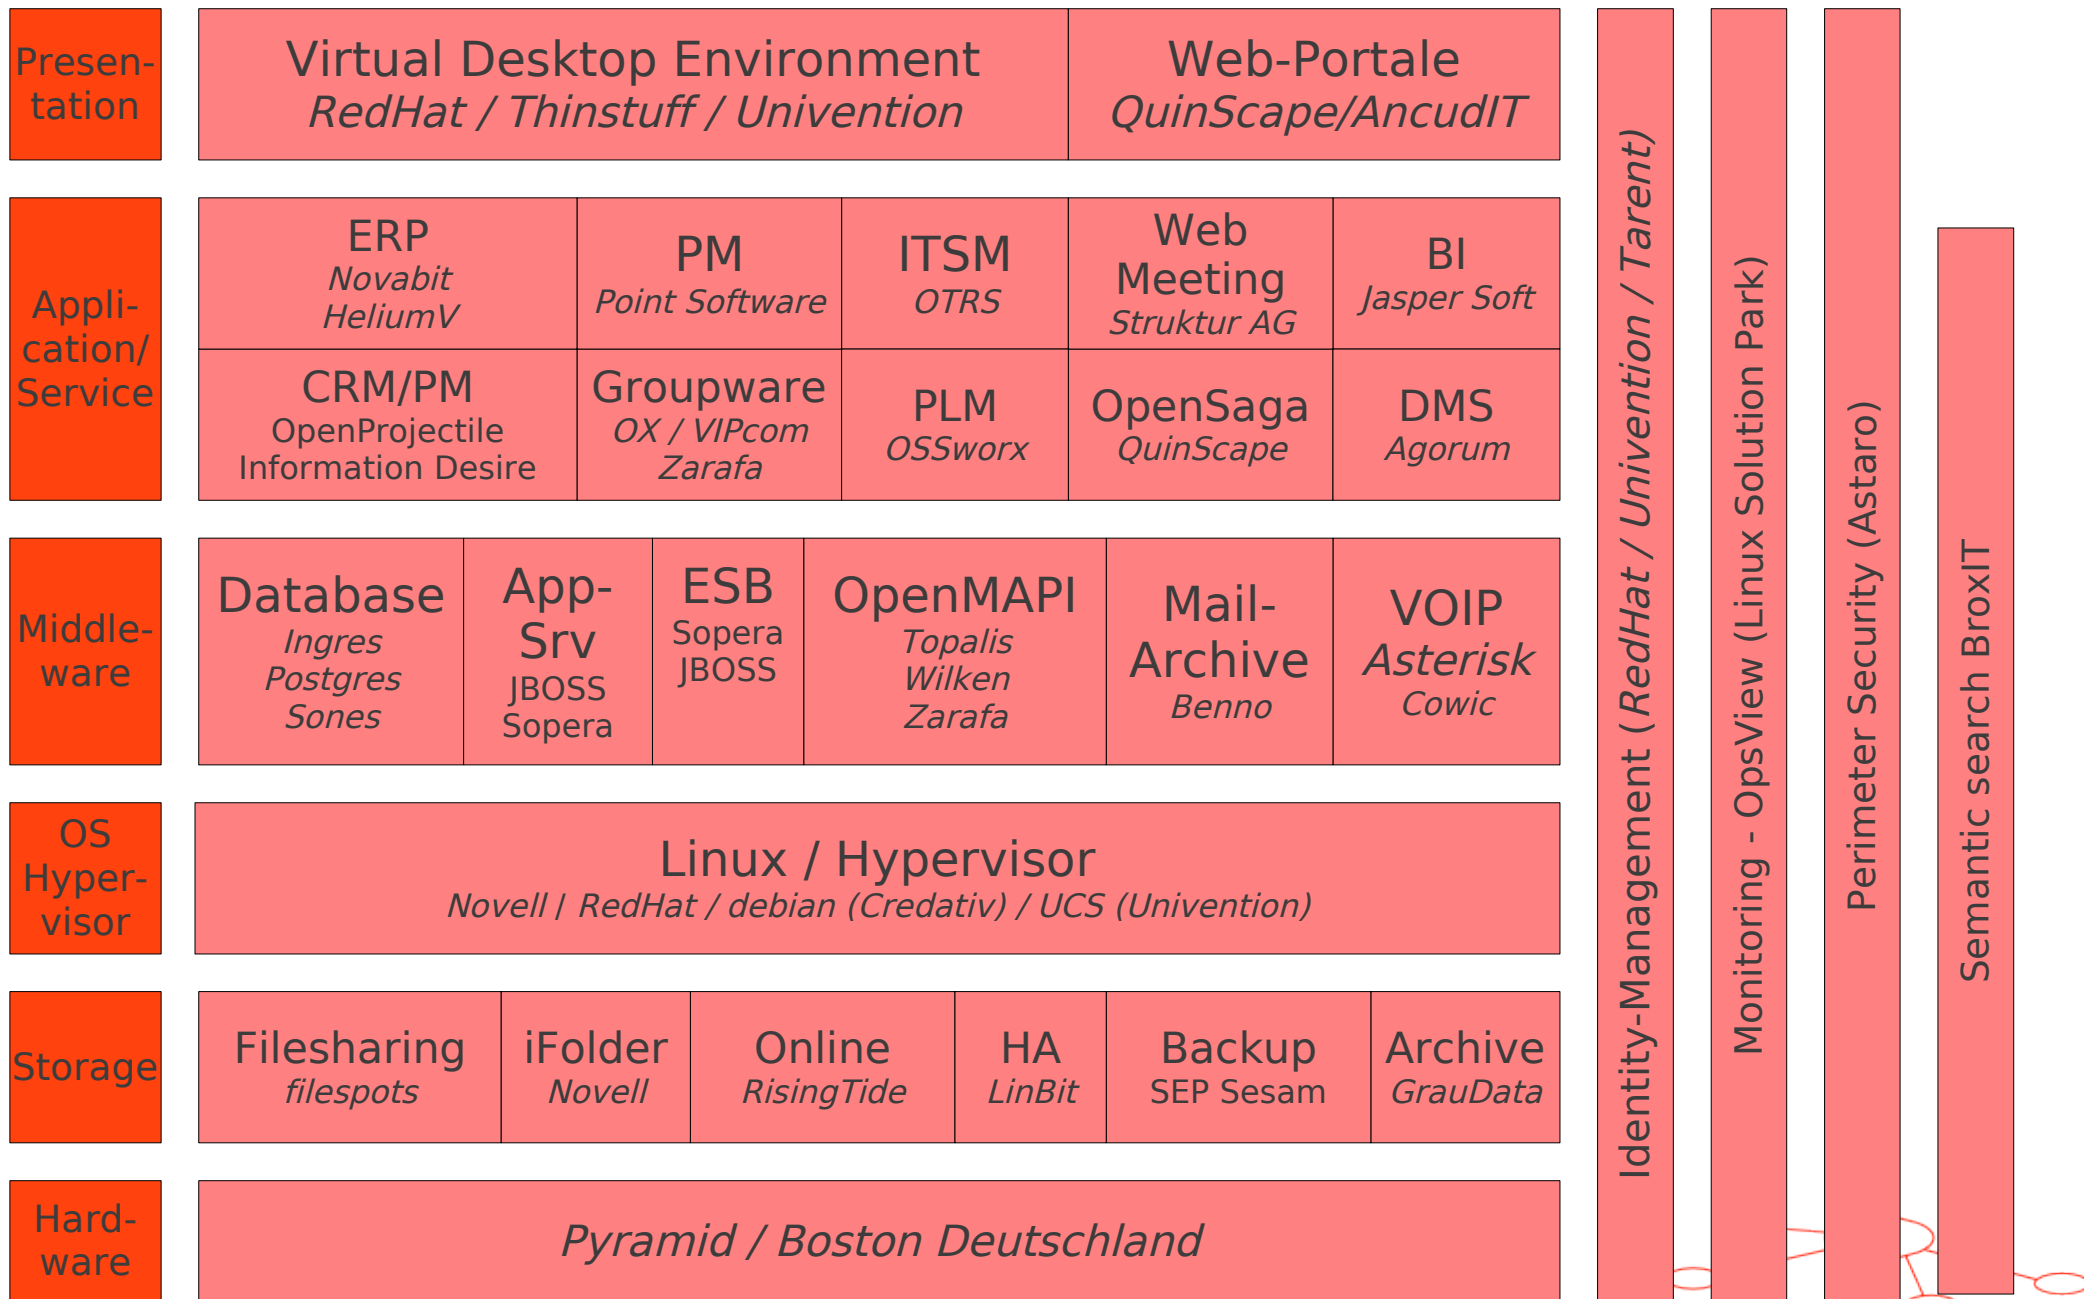 Presen-
tation
Virtual Desktop Environment
RedHat / Thinstuff / Univention
Web-Portale
QuinScape/AncudIT
Appli-
cation/
Service
ERP
Novabit
HeliumV
PM
Point Software
ITSM
OTRS
Web
Meeting
Struktur AG
BI
Jasper Soft
CRM/PM
OpenProjectile
Information Desire
Groupware
OX / VIPcom
Zarafa
PLM
OSSworx
OpenSaga
QuinScape
DMS
Agorum
Middle-
ware
Database
Ingres
Postgres
Sones
App-
Srv
JBOSS
Sopera
ESB
Sopera
JBOSS
OpenMAPI
Topalis
Wilken
Zarafa
Mail-
Archive
Benno
VOIP
Asterisk
Cowic
OS
Hyper-
visor
Linux / Hypervisor
Novell / RedHat / debian (Credativ) / UCS (Univention)
Storage
Filesharing
filespots
iFolder
Novell
Online
RisingTide
HA
LinBit
Backup
SEP Sesam
Archive
GrauData
Hard-
ware
Pyramid / Boston Deutschland
Identity-Management (RedHat / Univention / Tarent)
Monitoring - OpsView (Linux Solution Park)
Perimeter Security (Astaro)
Semantic search BroxIT